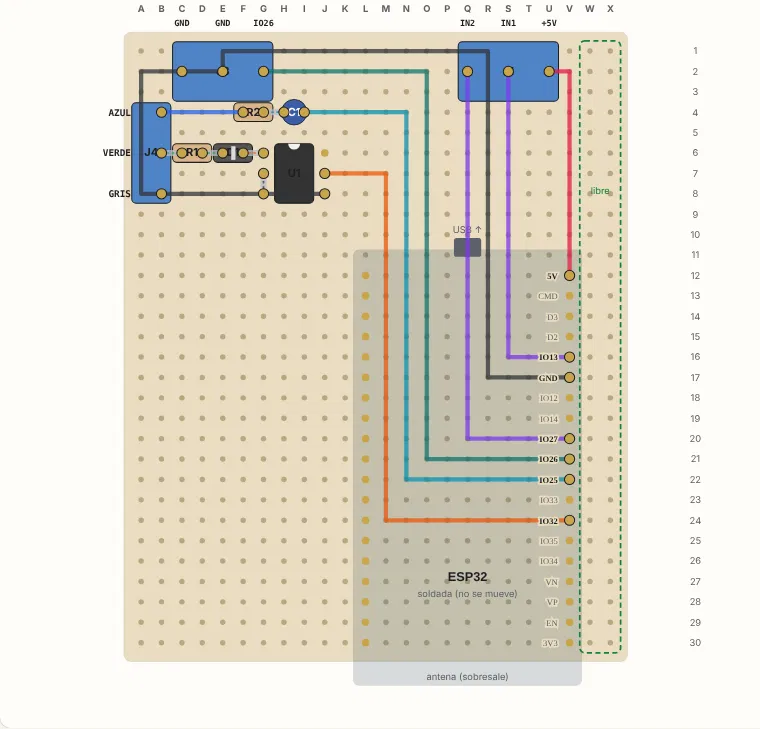 A B C D E F G H I J K L M N O P Q R S T U V W X
GND GND IO26 IN2 IN1 +5V
1
2
3
AZUL R2 C1 4
5
VERDE J4 R1 6
U1 7
GRIS libre 8
9
USB ↑ 10
11
5V 12
CMD 13
D3 14
D2 15
IO13 16
GND 17
IO12 18
IO14 19
IO27 20
IO26 21
IO25 22
IO33 23
IO32 24
IO35 25
IO34 26
ESP32 VN 27
soldada (no se mueve) VP 28
EN 29
3V3 30
antena (sobresale)